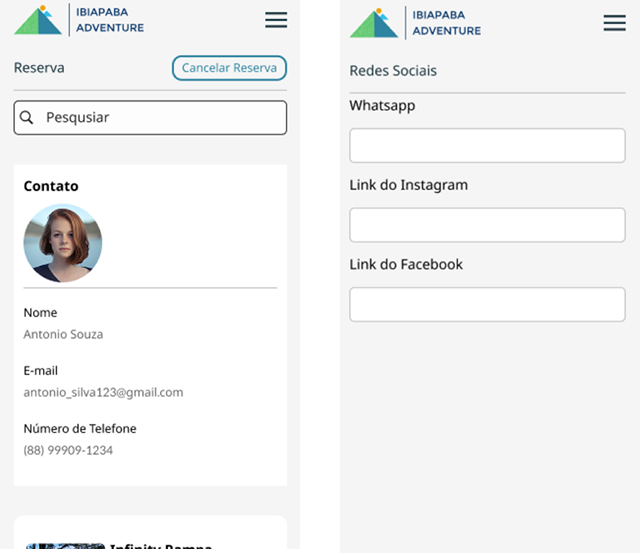 IBIAPABA
ADVENTURE
Reserva
Cancelar Reserva
Pesqusiar
Contato
Nome
Antonio Souza
E-mail
antonio_silva123@gmail.com
Número de Telefone
(88) 99909-1234
Infinity Rampa
IBIAPABA
ADVENTURE
Redes Sociais
Whatsapp
Link do Instagram
Link do Facebook